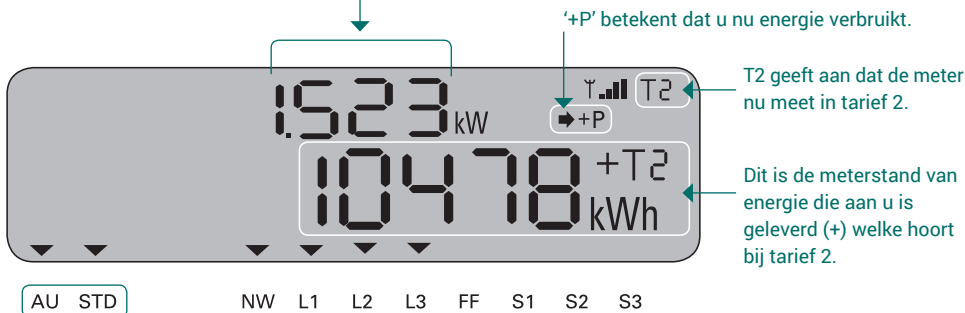 '+P' betekent dat u nu energie verbruikt.
1.523 kW
T2
+P
T2 geeft aan dat de meter
nu meet in tarief 2.
10478 +T2
kWh
Dit is de meterstand van
energie die aan u is
geleverd (+) welke hoort
bij tarief 2.
AU STD NW L1 L2 L3 FF S1 S2 S3